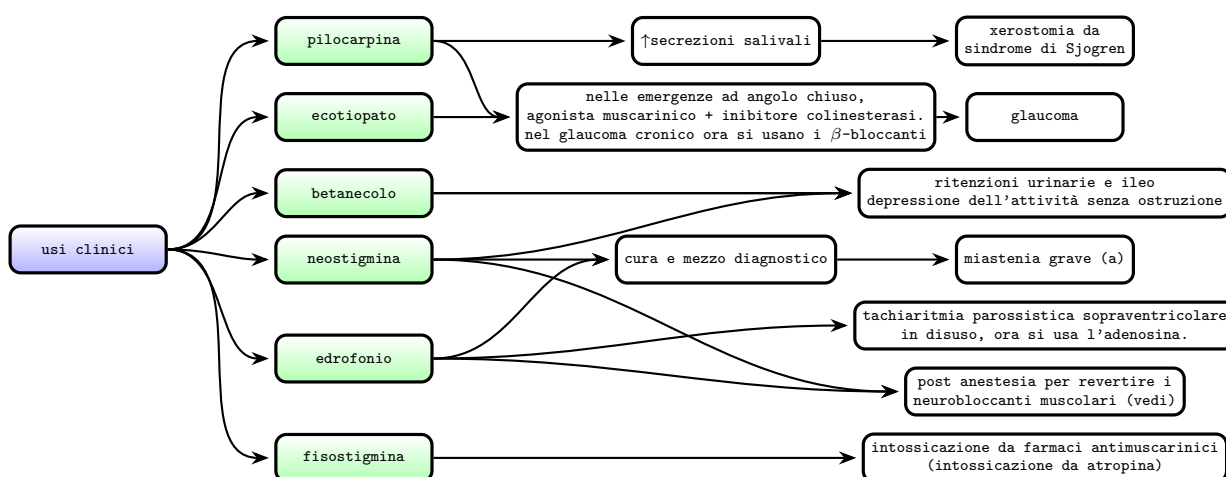 pilocarpina
↑secrezioni salivali
xerostomia da
sindrome di Sjogren
ecotiopato
nelle emergenze ad angolo chiuso,
agonista muscarinico + inibitore colinesterasi.
nel glaucoma cronico ora si usano i β-bloccanti
glaucoma
betanecolo
ritenzioni urinarie e ileo
depressione dell'attività senza ostruzione
usi clinici
neostigmina
cura e mezzo diagnostico
miastenia grave (a)
tachiaritmia parossistica sopraventricolare
in disuso, ora si usa l'adenosina.
edrofonio
post anestesia per revertire i
neurobloccanti muscolari (vedi)
fisostigmina
intossicazione da farmaci antimuscarinici
(intossicazione da atropina)